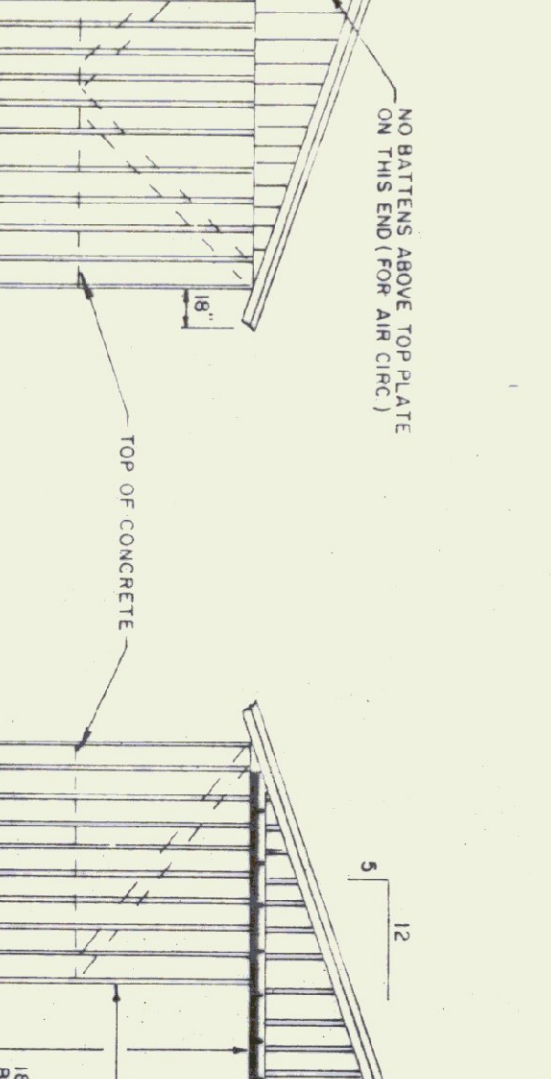 NO BATTENS ABOVE TOP PLATE
ON THIS END (FOR AIR CIRC.)
18"
TOP OF CONCRETE
12
5